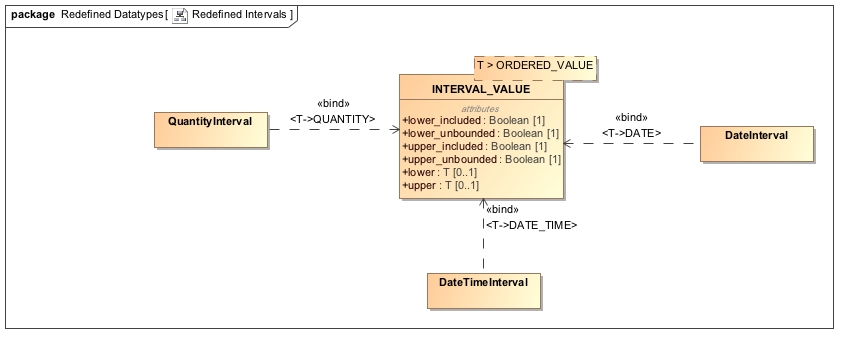 package Redefined Datatypes[ Redefined Intervals ]
T > ORDERED_VALUE
INTERVAL_VALUE
attributes
+lower_included : Boolean [1]
+lower_unbounded : Boolean [1]
+upper_included : Boolean [1]
+upper_unbounded : Boolean [1]
+lower : T [0..1]
+upper : T [0..1]
QuantityInterval
«bind»
<T->QUANTITY>
«bind»
<T->DATE>
DateInterval
«bind»
<T->DATE_TIME>
DateTimeInterval